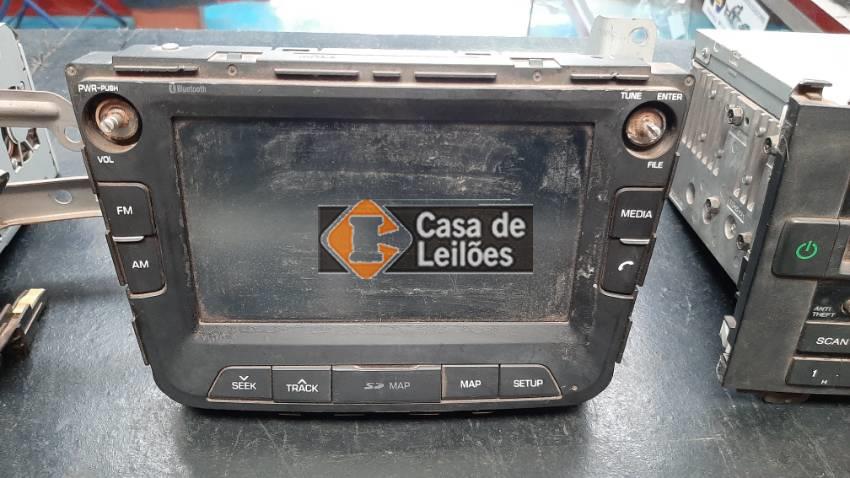 PWR-PUSH
Bluetooth
TUNE ENTER
VOL
FILE
FM
MEDIA
AM
Casa de
Leilões
SEEK
TRACK
SD MAP
MAP
SETUP
ANTI
THEFT
SCAN
1